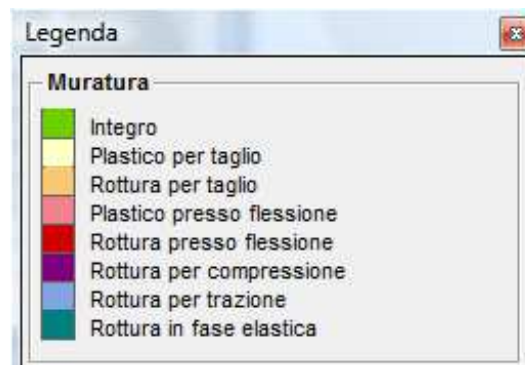 Legenda
Muratura
Integro
Plastico per taglio
Rottura per taglio
Plastico presso flessione
Rottura presso flessione
Rottura per compressione
Rottura per trazione
Rottura in fase elastica